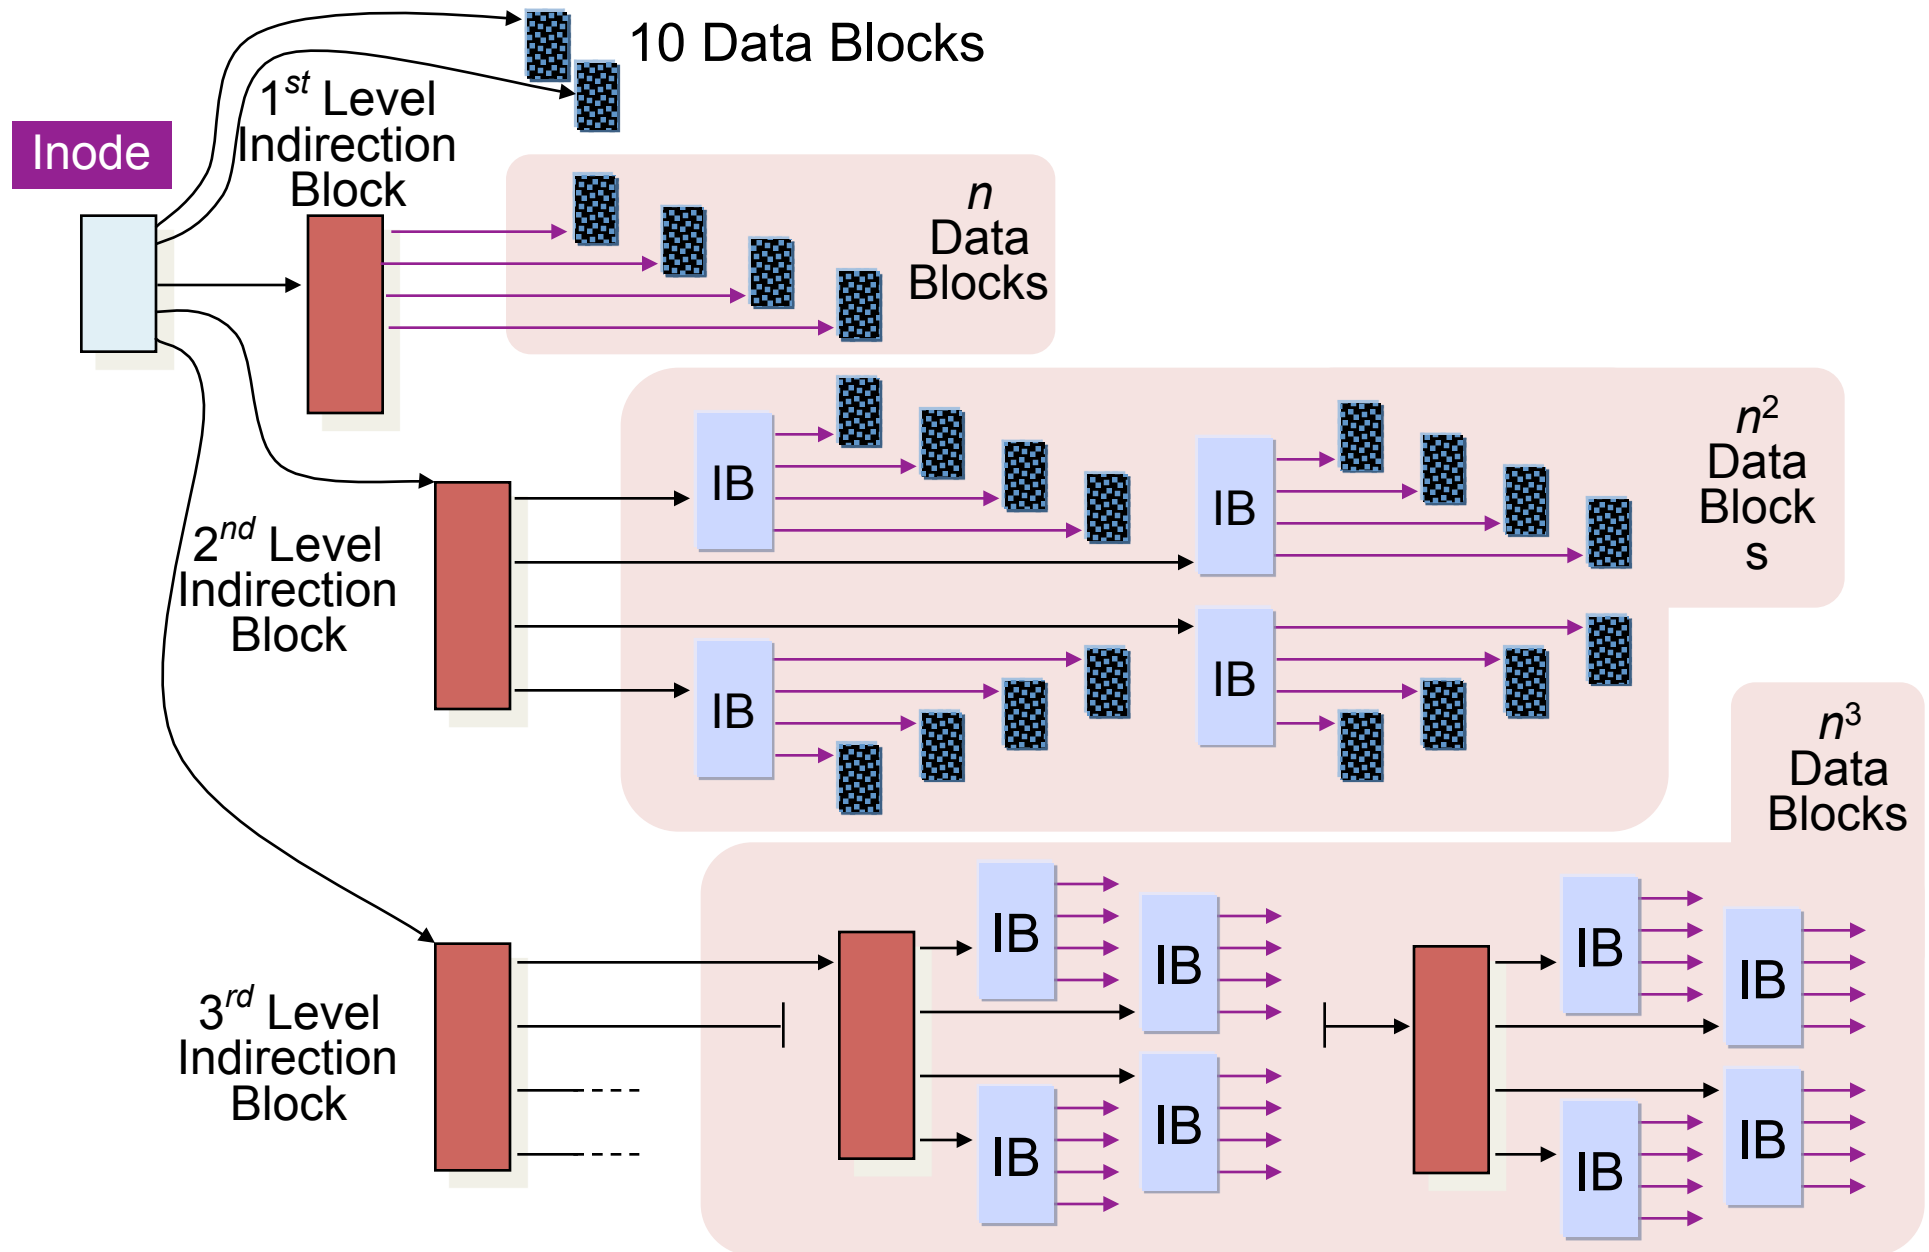 10 Data Blocks
1st Level
Indirection
Block
Inode
n
Data
Blocks
n2
Data
Block
s
IB
IB
2nd Level
Indirection
Block
IB
IB
n3
Data
Blocks
3rd Level
Indirection
Block
IB
IB
IB
IB
IB
IB
IB
IB